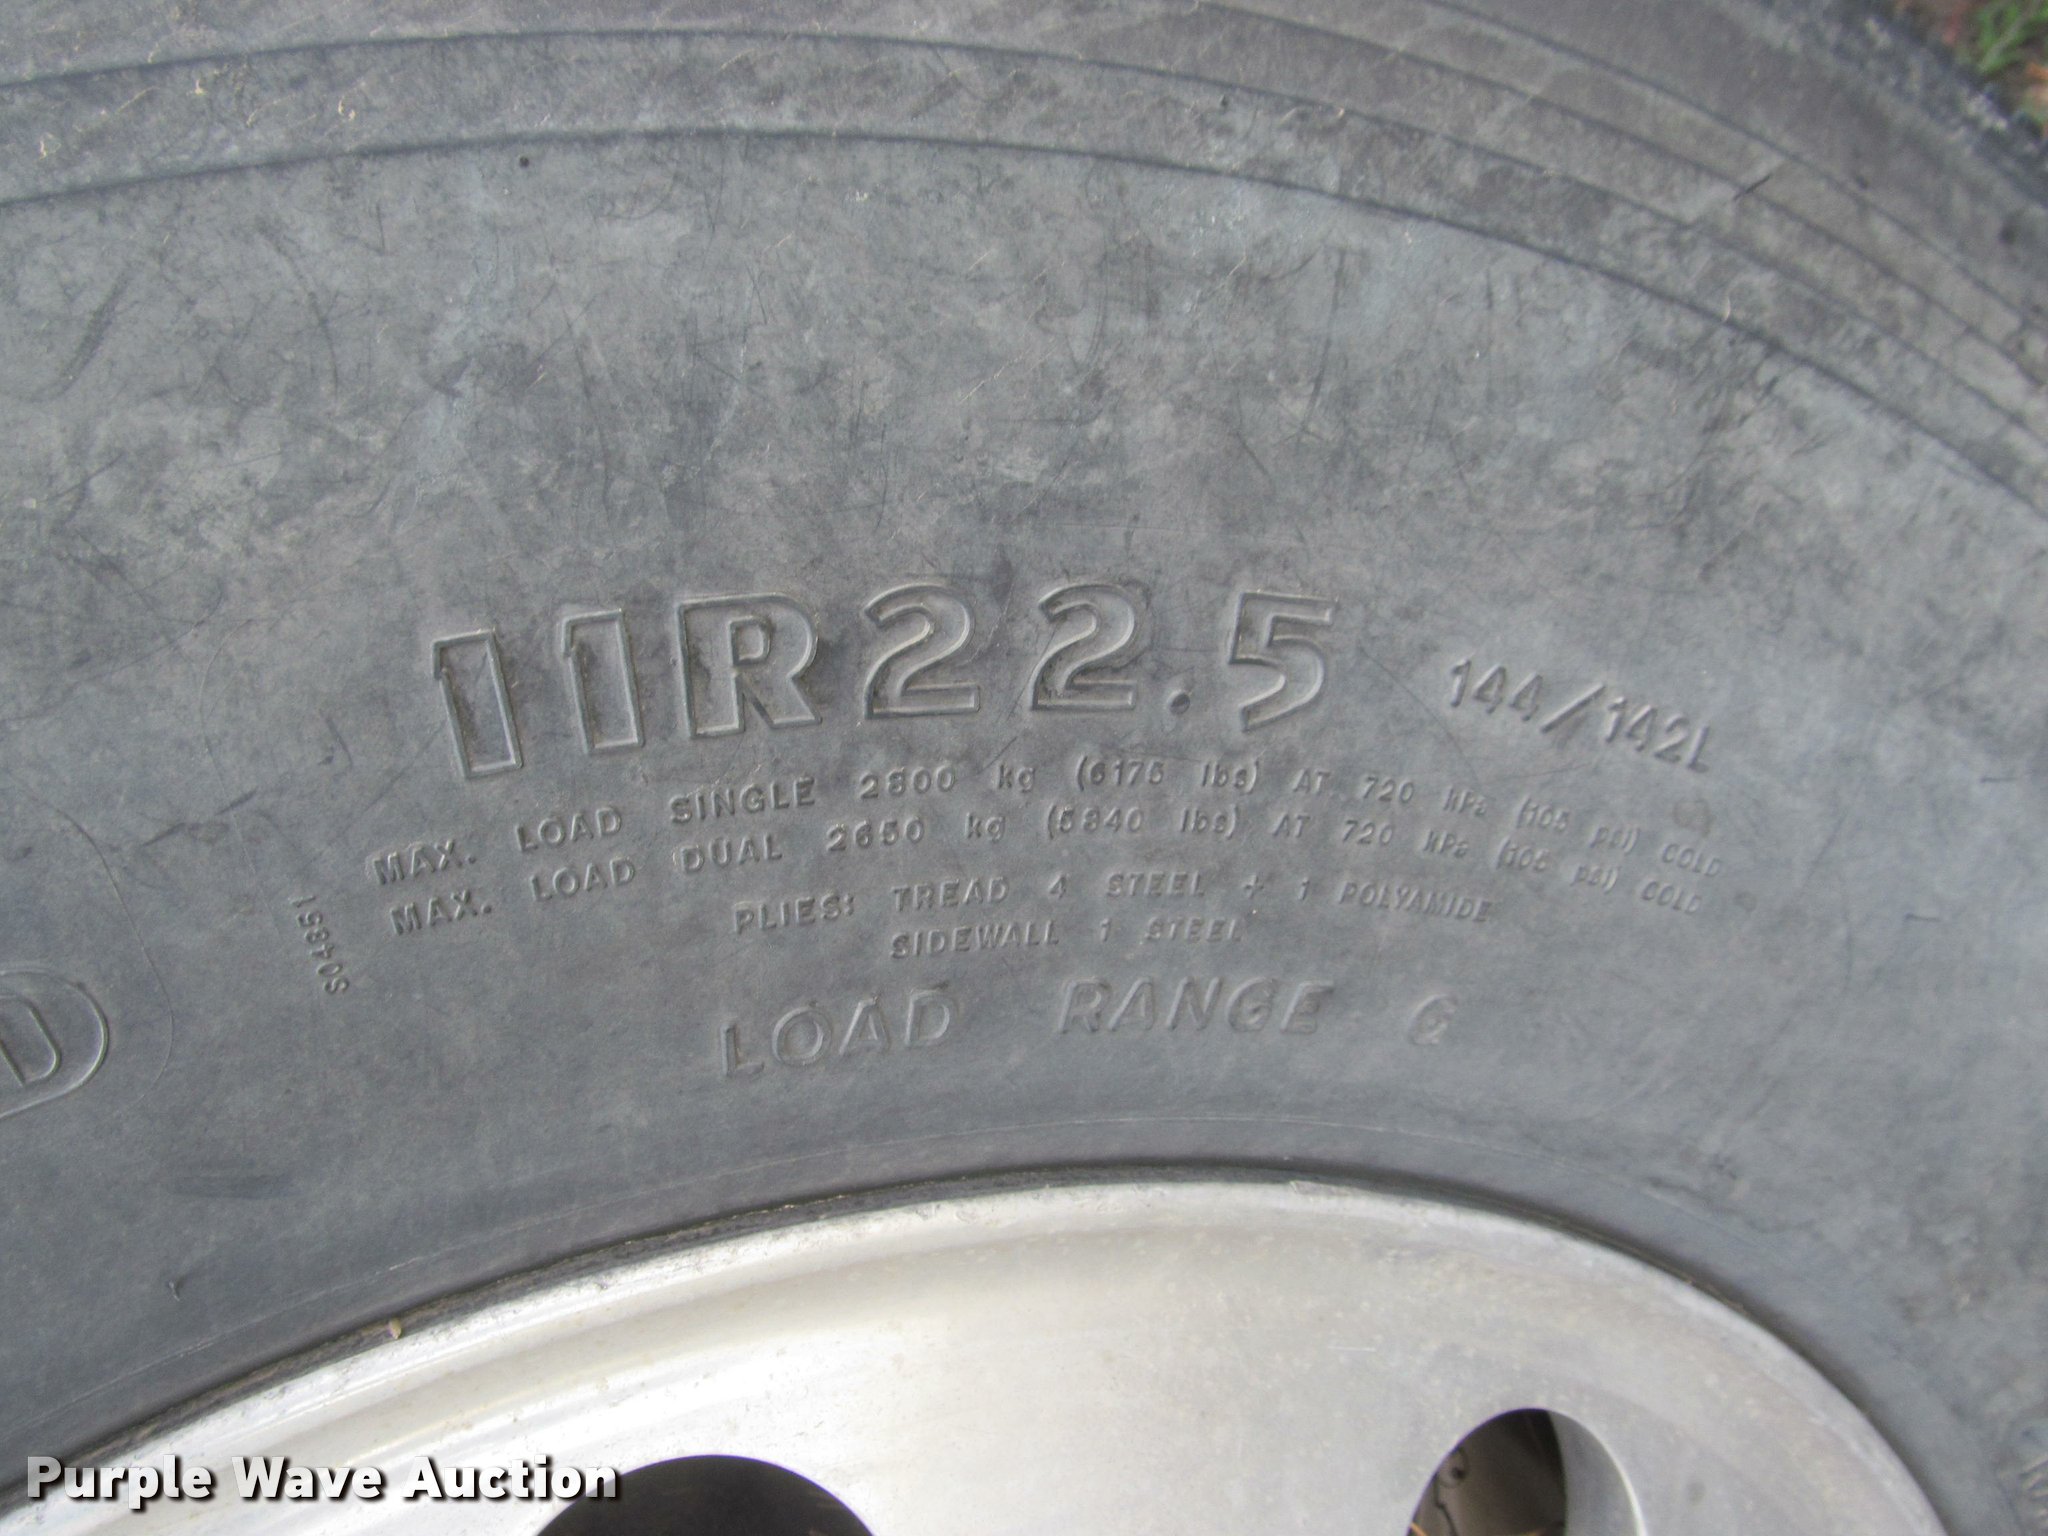 11R22.5 144/142L
MAX. LOAD SINGLE 2800 kg (6175 lbs) AT 720 kPa (105 psi) COLD
MAX. LOAD DUAL 2650 kg (5840 lbs) AT 720 kPa (105 psi) COLD
PLIES: TREAD 4 STEEL + 1 POLYAMIDE
SIDEWALL 1 STEEL
LOAD RANGE G
S04851
D
Purple Wave Auction